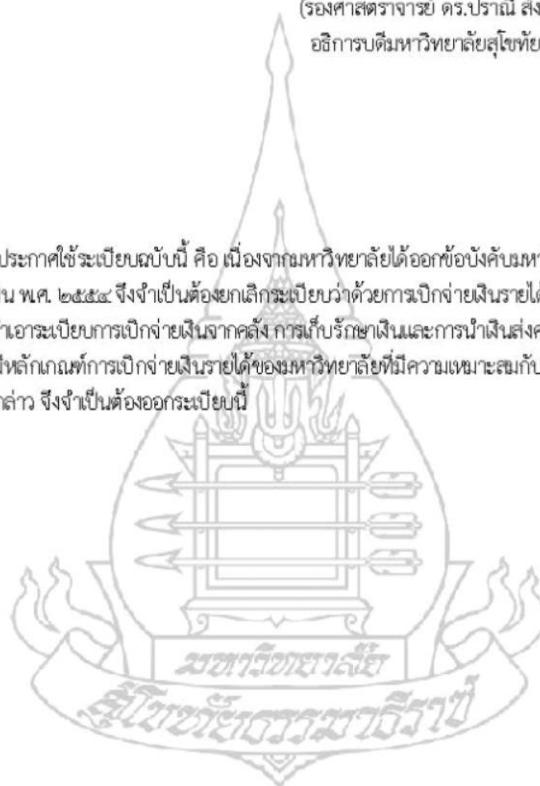 (รองศาสตราจารย์ ดร.ปราณี สัง
อธิการบดีมหาวิทยาลัยสุโขทัย
ประกาศใช้ระเบียบฉบับนี้ คือ เนื่องจากมหาวิทยาลัยได้ออกข้อบังคับมหา
น พ.ศ. ๒๕๕๔ จึงจำเป็นต้องยกเลิกระเบียบว่าด้วยการเบิกจ่ายเงินรายได้
ำเอาระเบียบการเบิกจ่ายเงินจากคลัง การเก็บรักษาเงินและการนำเงินส่งค
ีหลักเกณฑ์การเบิกจ่ายเงินรายได้ของมหาวิทยาลัยที่มีความเหมาะสมกับ
กล่าว จึงจำเป็นต้องออกระเบียบนี้
มหาวิทยาลัย
สุโขทัยธรรมาธิราช